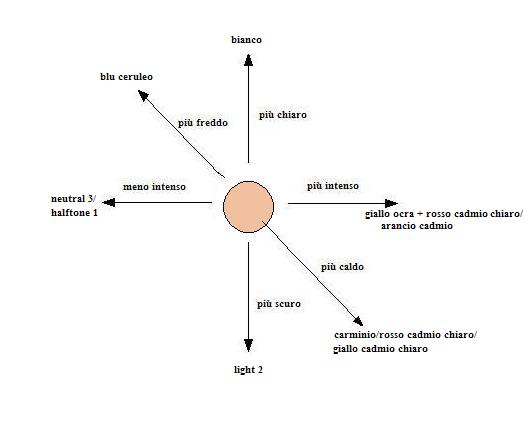 bianco
blu ceruleo
più chiaro
più freddo
meno intenso
più intenso
neutral 3/
halftone 1
giallo ocra + rosso cadmio chiaro/
arancio cadmio
più caldo
più scuro
carminio/rosso cadmio chiaro/
giallo cadmio chiaro
light 2